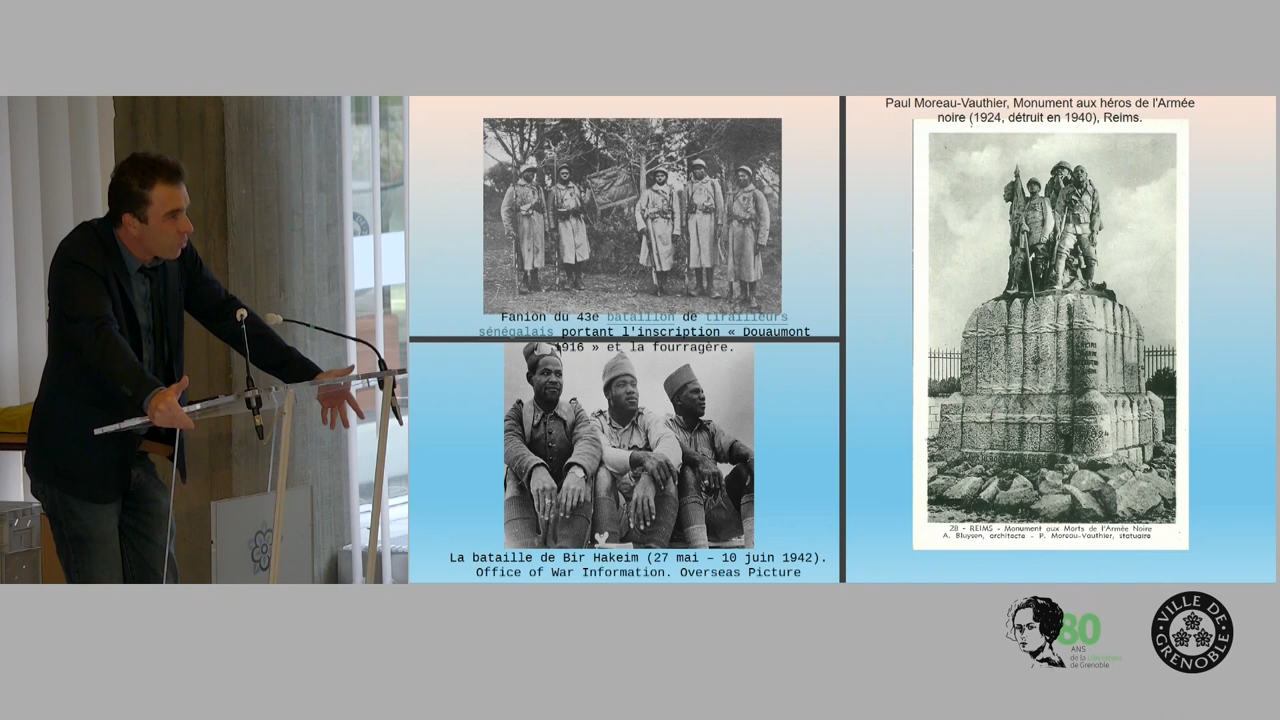 Fanion du 43e bataillon de tirailleurs
sénégalais portant l'inscription « Douaumont
1916 » et la fourragère.
La bataille de Bir Hakeim (27 mai – 10 juin 1942).
Office of War Information. Overseas Picture
Paul Moreau-Vauthier, Monument aux héros de l'Armée
noire (1924, détruit en 1940), Reims.
28 - REIMS - Monument aux Morts de l'Armée Noire
A. Bluysen, architecte - P. Moreau-Vauthier, statuaire
80
ANS
de la Libération
de Grenoble
VILLE DE
GRENOBLE